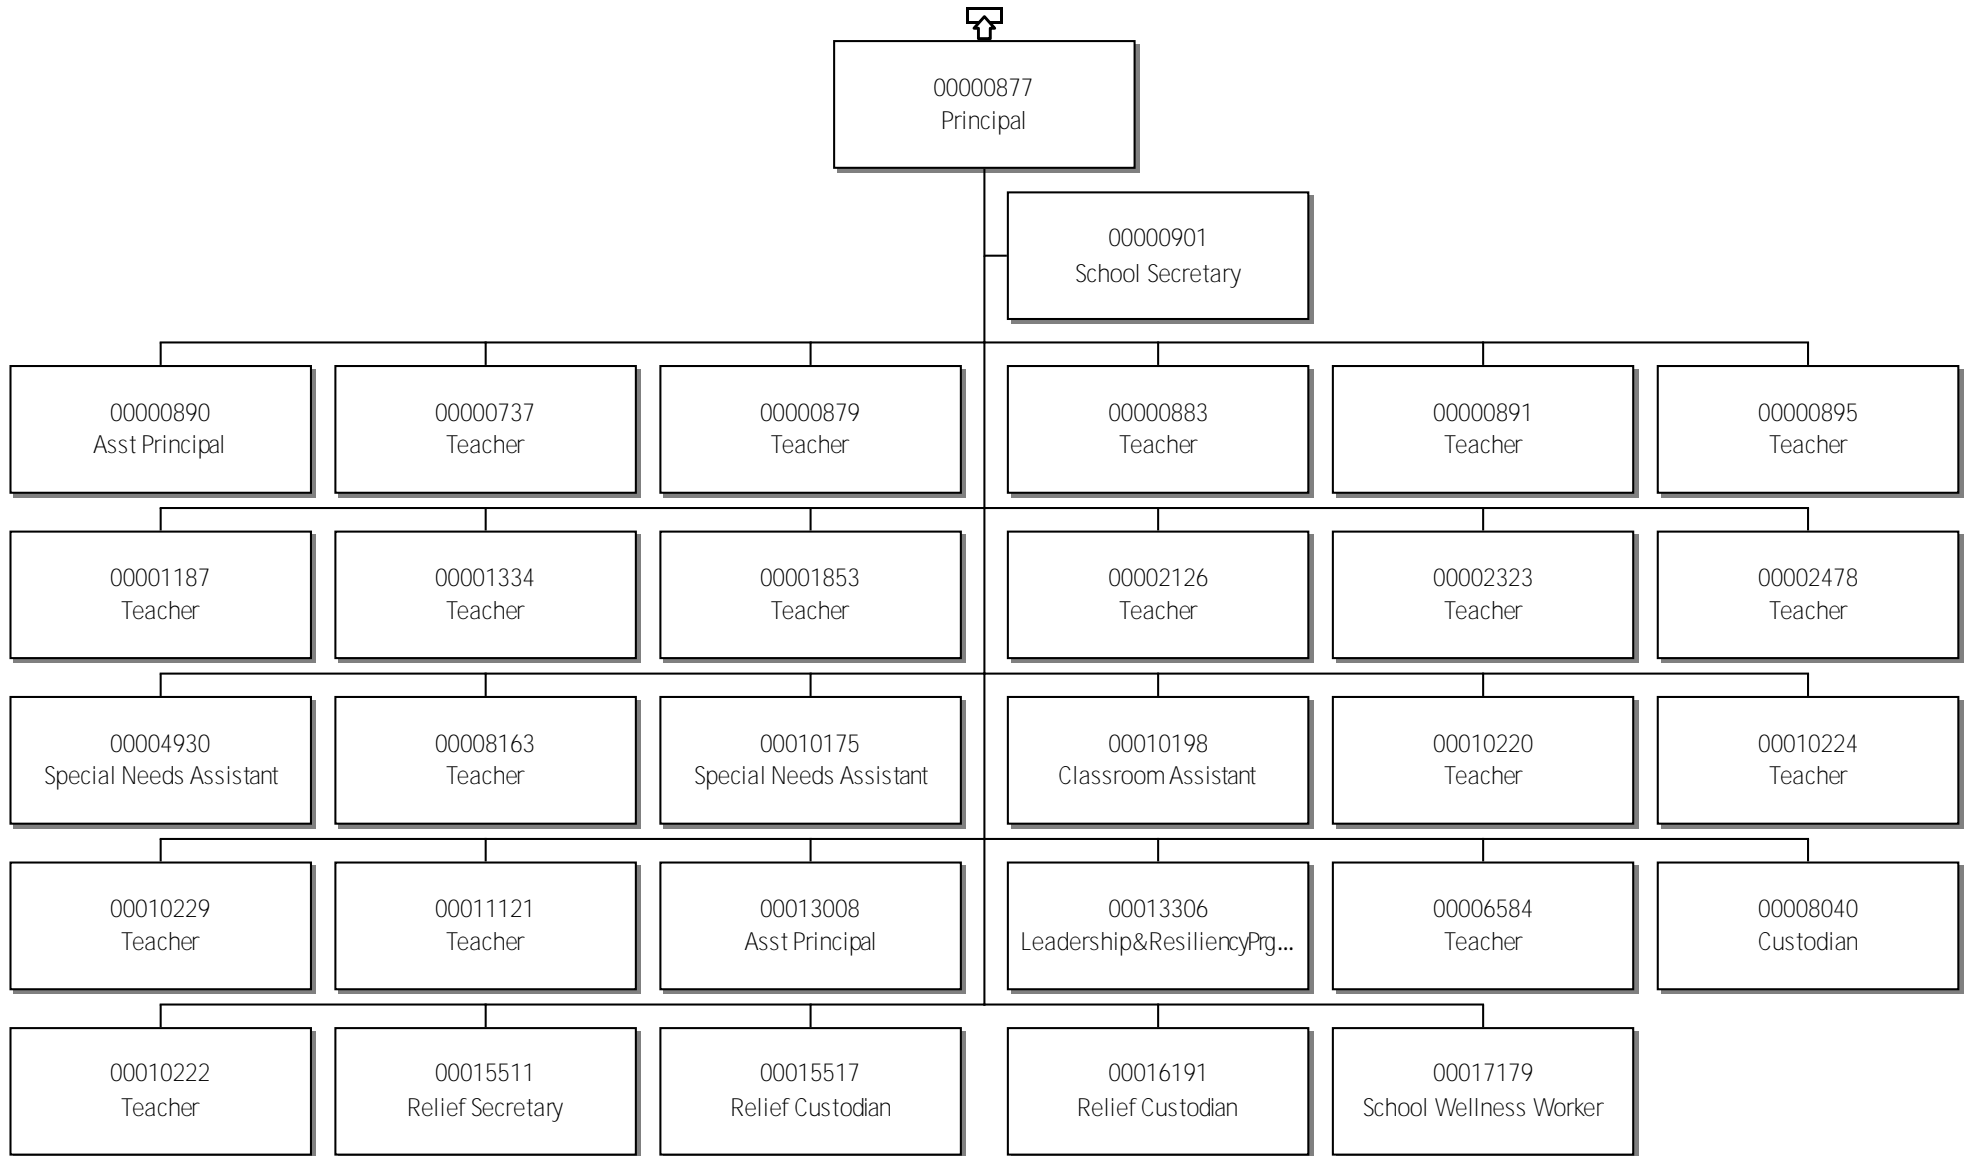 00000877
Principal
00000901
School Secretary
00000890
Asst Principal
00000737
Teacher
00000879
Teacher
00000883
Teacher
00000891
Teacher
00000895
Teacher
00001187
Teacher
00001334
Teacher
00001853
Teacher
00002126
Teacher
00002323
Teacher
00002478
Teacher
00004930
Special Needs Assistant
00008163
Teacher
00010175
Special Needs Assistant
00010198
Classroom Assistant
00010220
Teacher
00010224
Teacher
00010229
Teacher
00011121
Teacher
00013008
Asst Principal
00013306
Leadership&ResiliencyPrg...
00006584
Teacher
00008040
Custodian
00010222
Teacher
00015511
Relief Secretary
00015517
Relief Custodian
00016191
Relief Custodian
00017179
School Wellness Worker